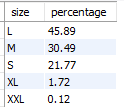 size percentage
L 45.89
M 30.49
S 21.77
XL 1.72
XXL 0.12